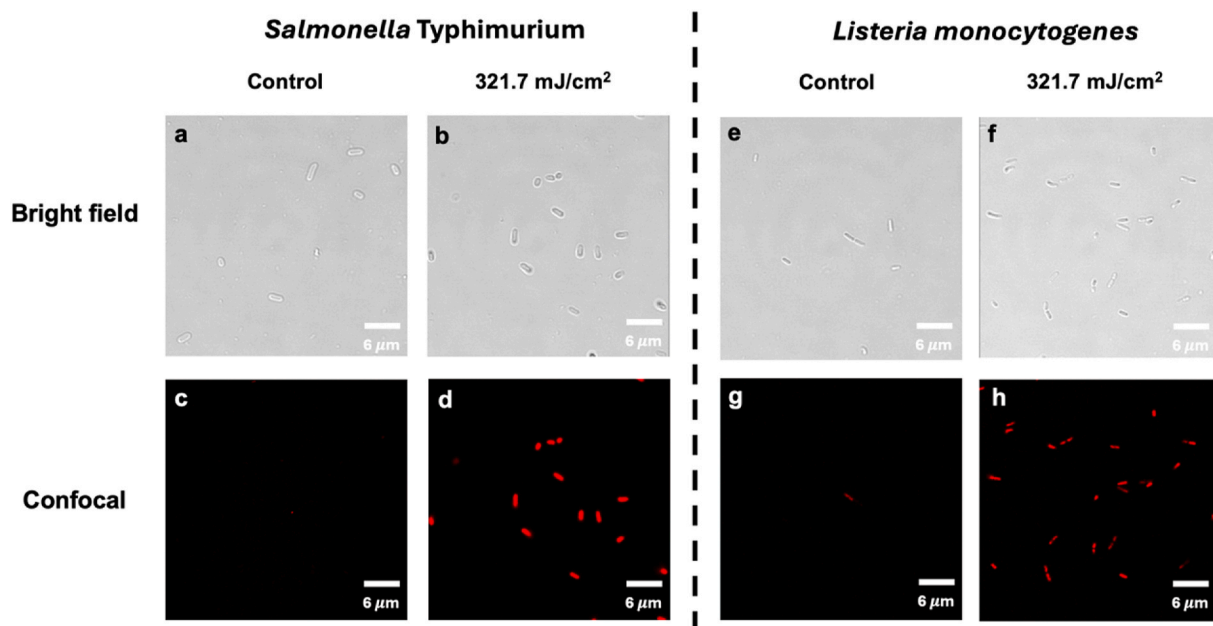 Salmonella Typhimurium
Listeria monocytogenes
Control
321.7 mJ/cm²
Control
321.7 mJ/cm²
Bright field
a
b
e
f
6 μm
6 μm
6 μm
6 μm
Confocal
c
d
g
h
6 μm
6 μm
6 μm
6 μm